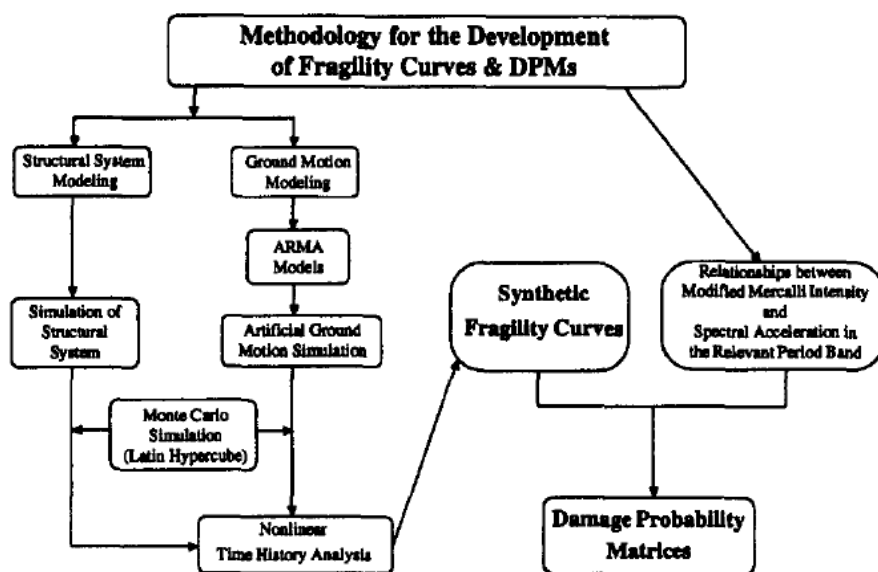 Methodology for the Development
of Fragility Curves & DPMs
Structural System
Modeling
Ground Motion
Modeling
ARMA
Models
Simulation of
Structural
System
Artificial Ground
Motion Simulation
Monte Carlo
Simulation
(Latin Hypercube)
Nonlinear
Time History Analysis
Synthetic
Fragility Curves
Relationships between
Modified Mercalli Intensity
and
Spectral Acceleration in
the Relevant Period Band
Damage Probability
Matrices